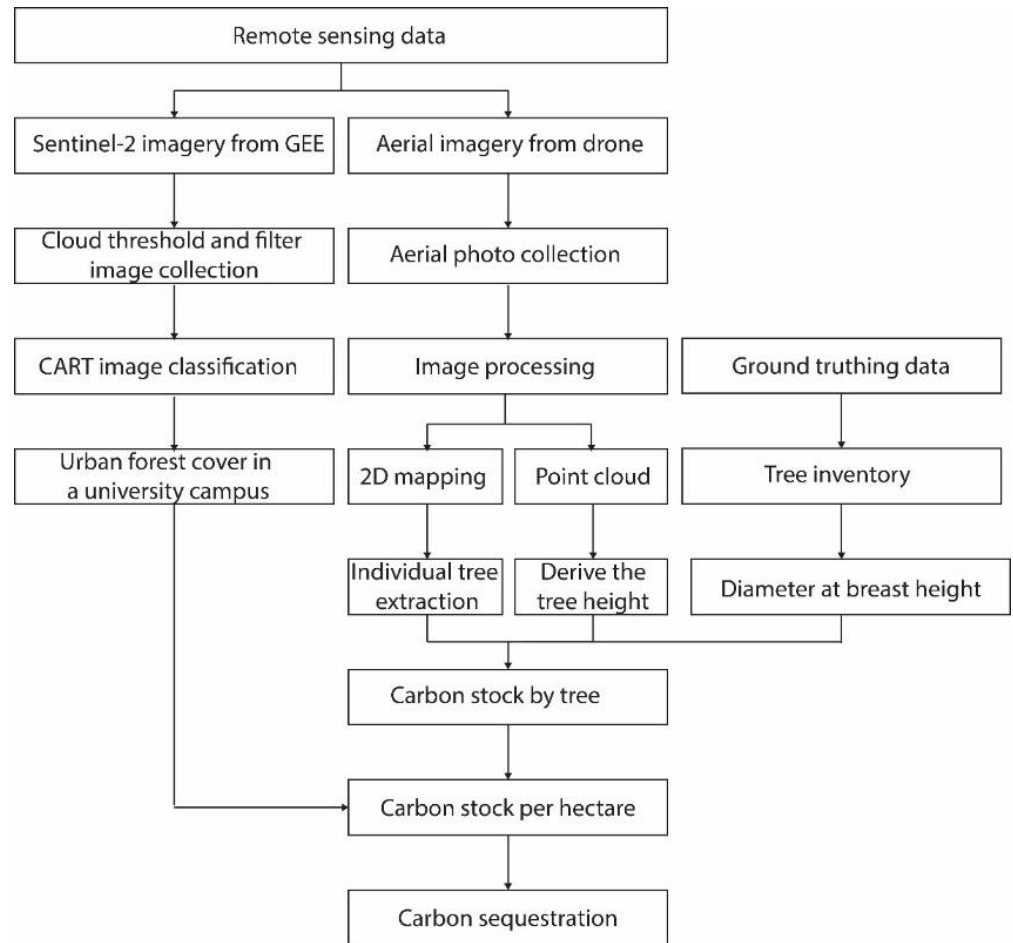 Remote sensing data
Sentinel-2 imagery from GEE
Aerial imagery from drone
Cloud threshold and filter
image collection
Aerial photo collection
CART image classification
Image processing
Ground truthing data
Urban forest cover in
a university campus
2D mapping
Point cloud
Tree inventory
Individual tree
extraction
Derive the
tree height
Diameter at breast height
Carbon stock by tree
Carbon stock per hectare
Carbon sequestration